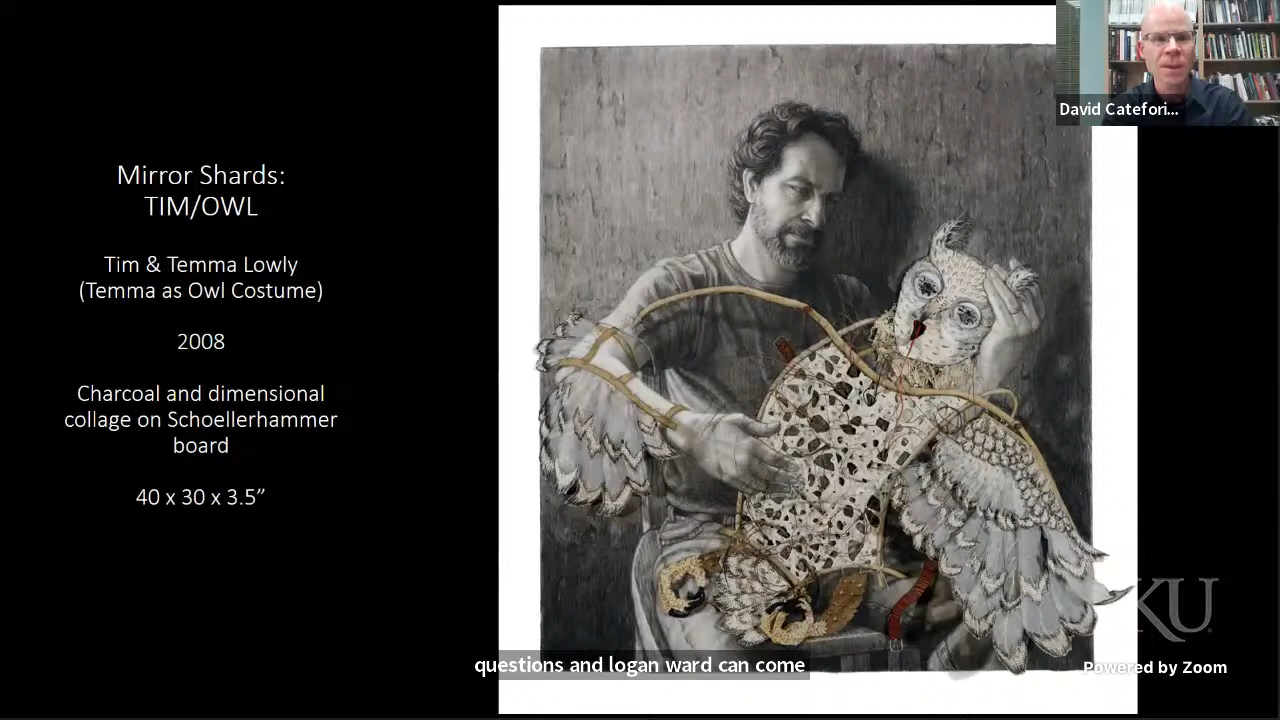 Mirror Shards:
TIM/OWL
Tim & Temma Lowly
(Temma as Owl Costume)
2008
Charcoal and dimensional
collage on Schoellerhammer
board
40 x 30 x 3.5”
David Catefori...
KU
questions and logan ward can come
Powered by Zoom